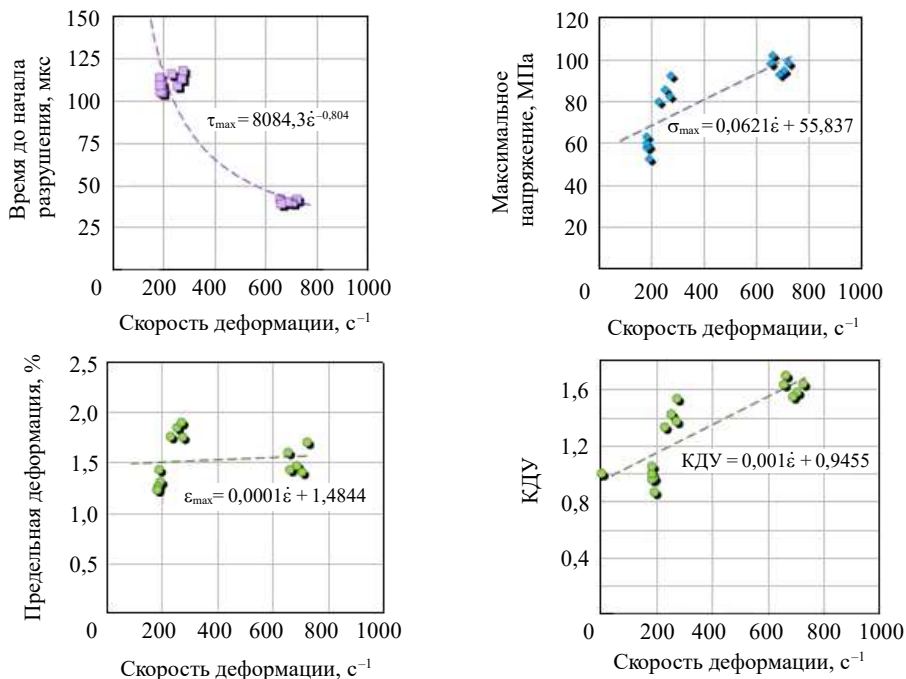 Время до начала
разрушения, мкс
150
125
100
75
50
25
τmax = 8084,3ε̇⁻⁰,⁸⁰⁴
0 200 400 600 800 1000
Скорость деформации, с⁻¹
Максимальное
напряжение, МПа
120
100
80
60
40
20
σmax = 0,0621ε̇ + 55,837
0 200 400 600 800 1000
Скорость деформации, с⁻¹
Предельная деформация, %
2,5
2,0
1,5
1,0
0,5
εmax = 0,0001ε̇ + 1,4844
0 200 400 600 800 1000
Скорость деформации, с⁻¹
КДУ
1,6
1,2
0,8
0,4
КДУ = 0,001ε̇ + 0,9455
0 200 400 600 800 1000
Скорость деформации, с⁻¹